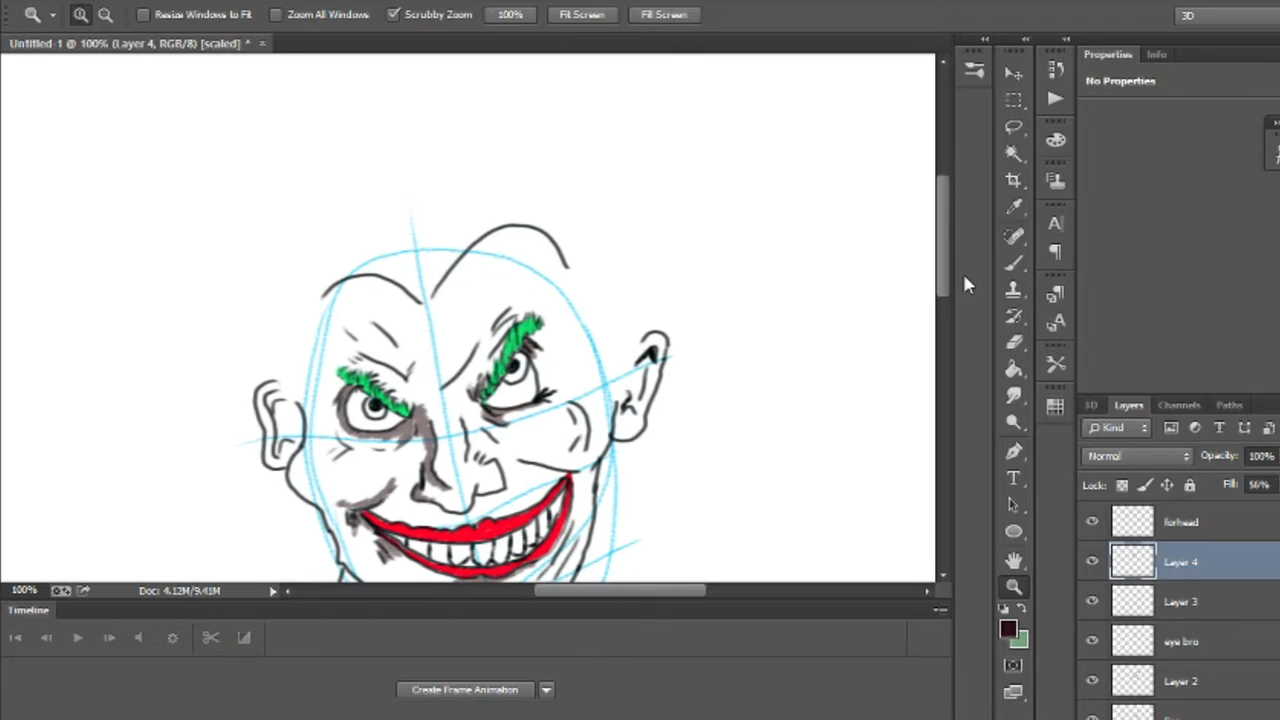 Resize Windows to Fit
Zoom All Windows
Scrubby Zoom
100%
Fit Screen
Fill Screen
3D
Untitled-1 @ 100% (Layer 4, RGB/8) [scaled] *
Properties
Info
No Properties
3D
Layers
Channels
Paths
Kind
Normal
Opacity: 100%
Lock:
Fill: 56%
forhead
Layer 4
Layer 3
eye bro
Layer 2
100%
Doc: 4.12M/9.41M
Timeline
Create Frame Animation